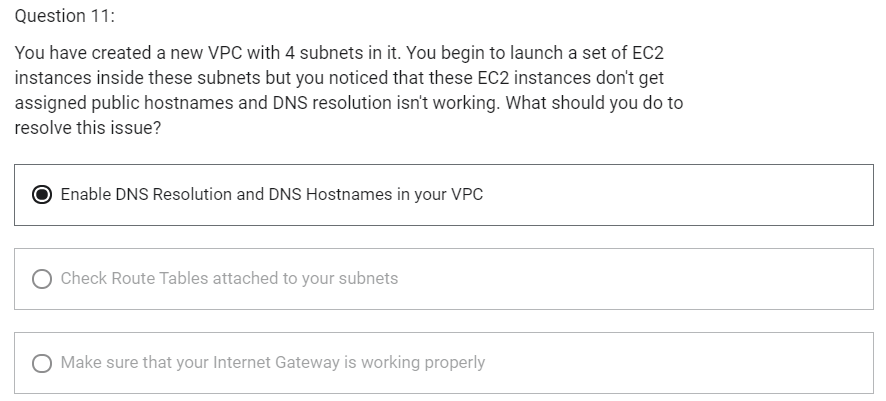 Question 11:
You have created a new VPC with 4 subnets in it. You begin to launch a set of EC2
instances inside these subnets but you noticed that these EC2 instances don't get
assigned public hostnames and DNS resolution isn't working. What should you do to
resolve this issue?
Enable DNS Resolution and DNS Hostnames in your VPC
Check Route Tables attached to your subnets
Make sure that your Internet Gateway is working properly